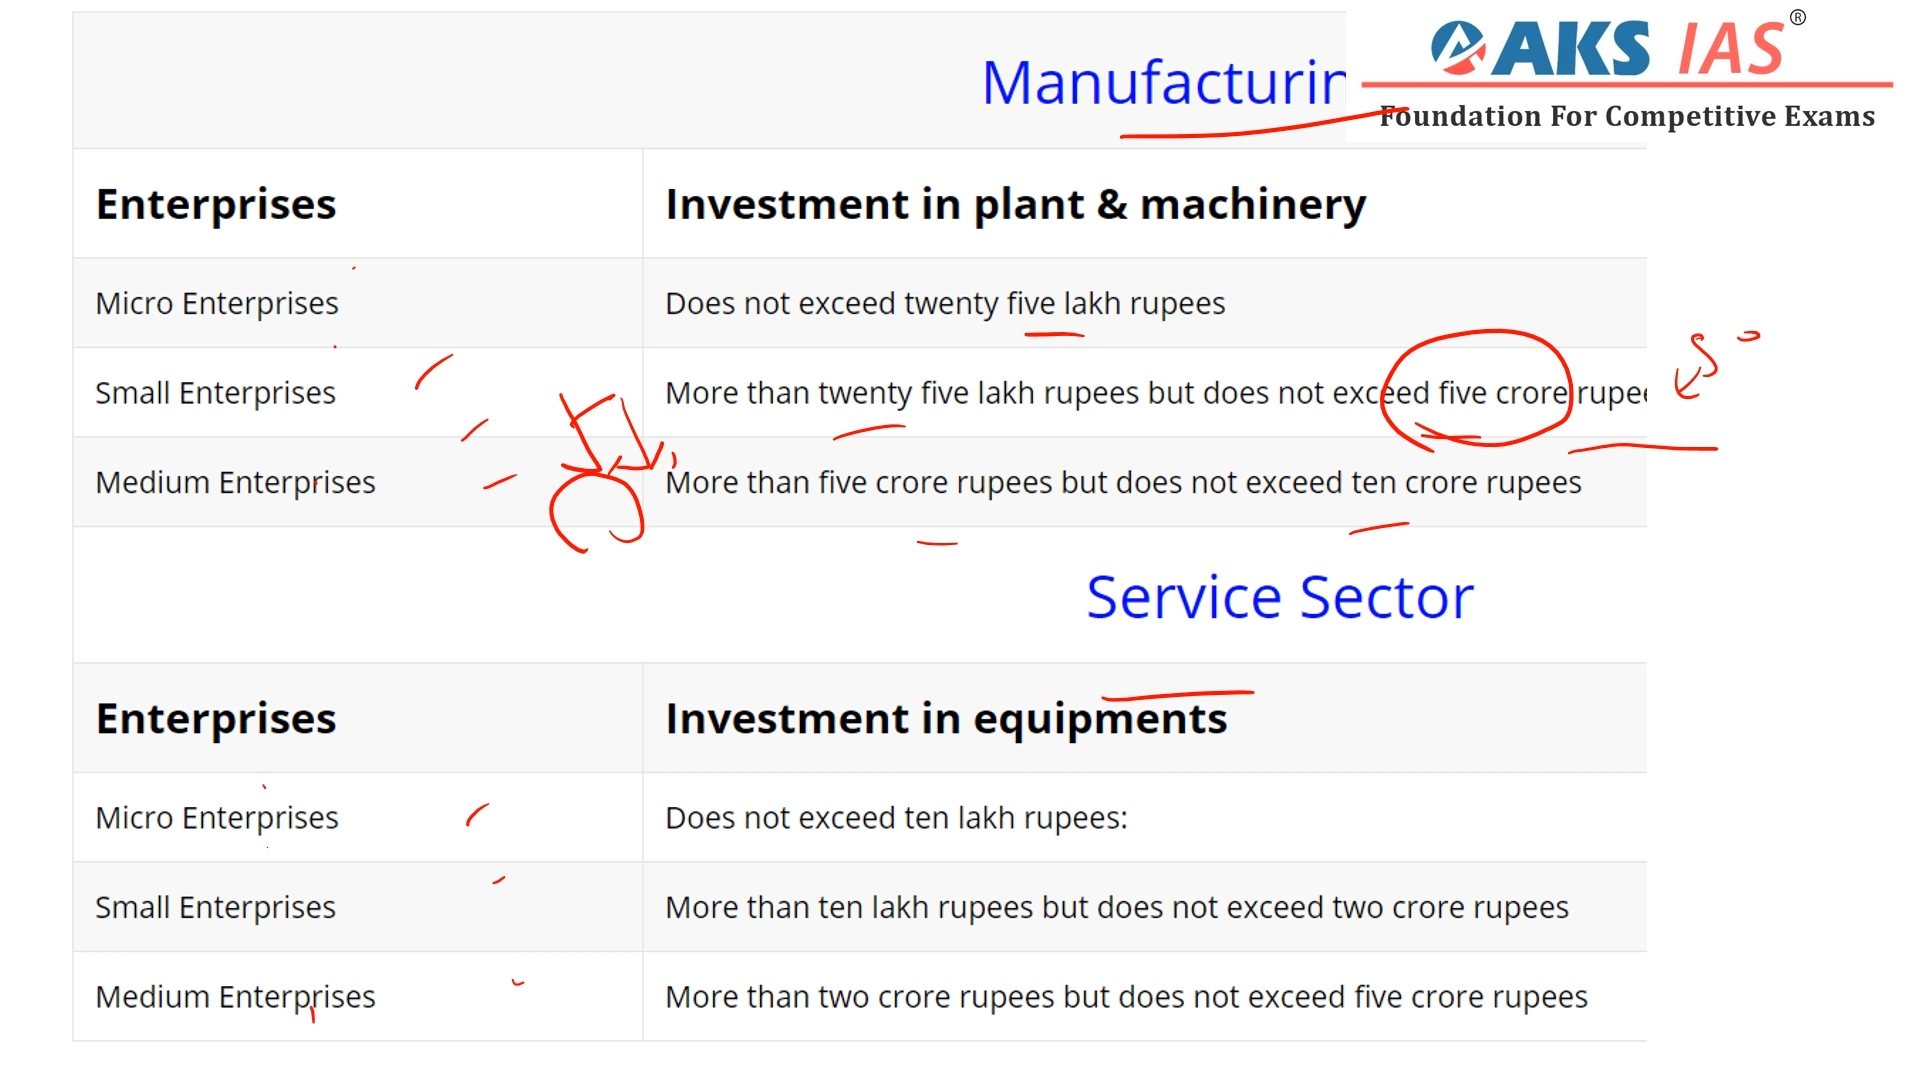 AKS IAS®
Foundation For Competitive Exams
Manufacturin
Enterprises Investment in plant & machinery
Micro Enterprises Does not exceed twenty five lakh rupees
Small Enterprises More than twenty five lakh rupees but does not exceed five crore rupee
Medium Enterprises More than five crore rupees but does not exceed ten crore rupees
Service Sector
Enterprises Investment in equipments
Micro Enterprises Does not exceed ten lakh rupees:
Small Enterprises More than ten lakh rupees but does not exceed two crore rupees
Medium Enterprises More than two crore rupees but does not exceed five crore rupees